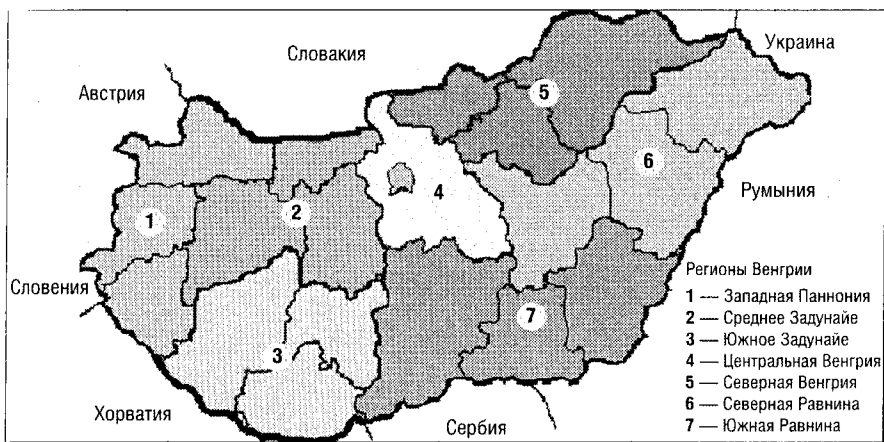 Словакия
Украина
Австрия
5
6
Румыния
4
1
2
Словения
Регионы Венгрии
1 — Западная Паннония
2 — Среднее Задунайе
3 — Южное Задунайе
4 — Центральная Венгрия
5 — Северная Венгрия
6 — Северная Равнина
7 — Южная Равнина
7
3
Хорватия
Сербия